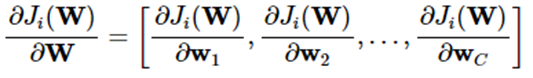 ∂J_i(𝐖)/∂𝐖 = [∂J_i(𝐖)/∂𝐰_1, ∂J_i(𝐖)/∂𝐰_2, ..., ∂J_i(𝐖)/∂𝐰_C]